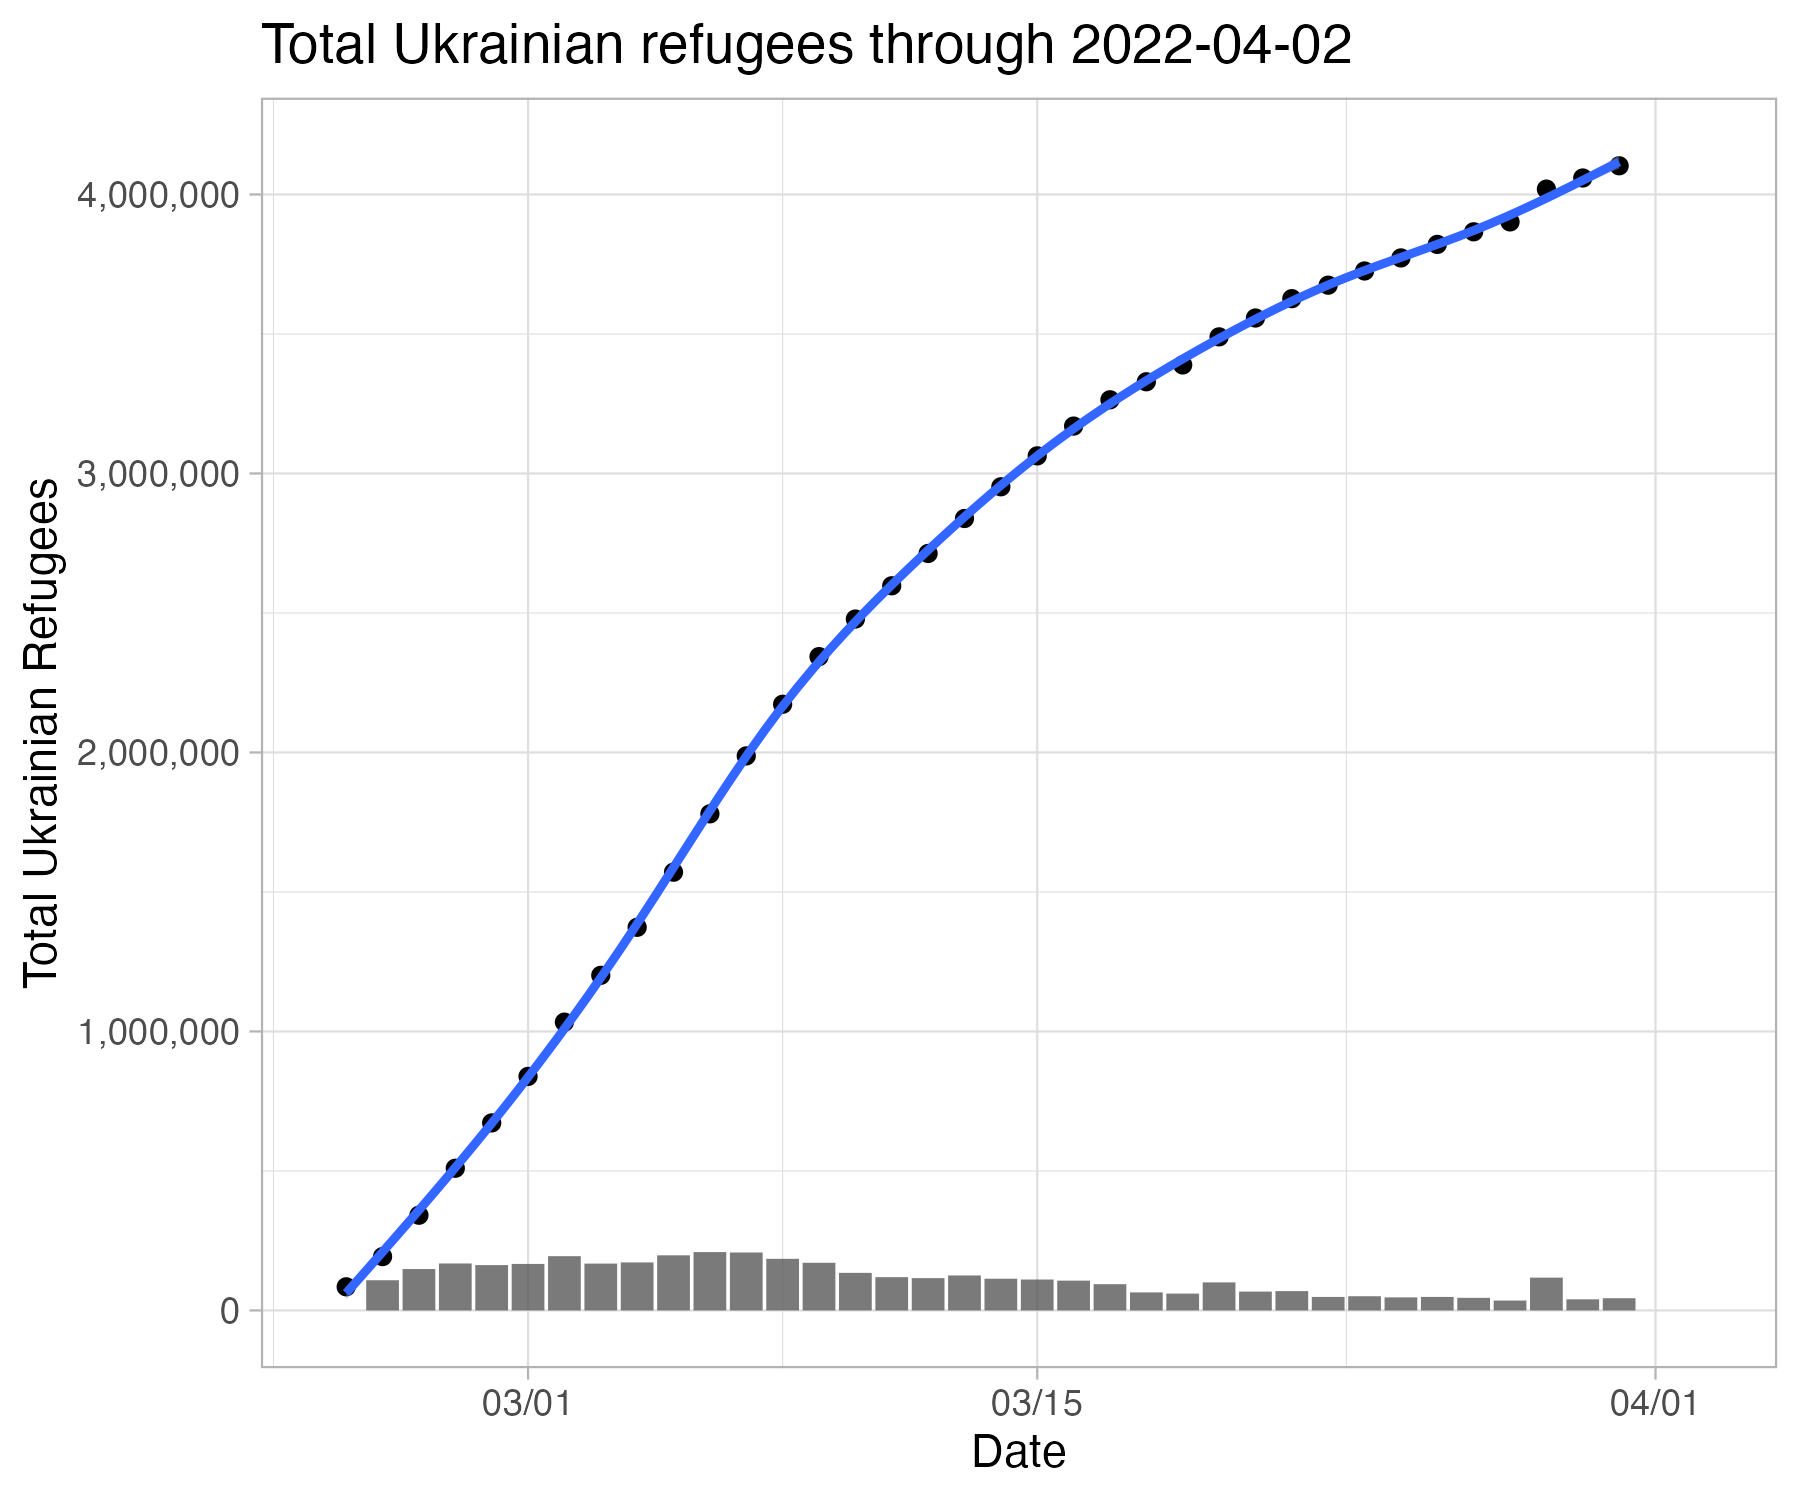 Total Ukrainian refugees through 2022-04-02
Total Ukrainian Refugees
4,000,000
3,000,000
2,000,000
1,000,000
0
03/01
03/15
04/01
Date